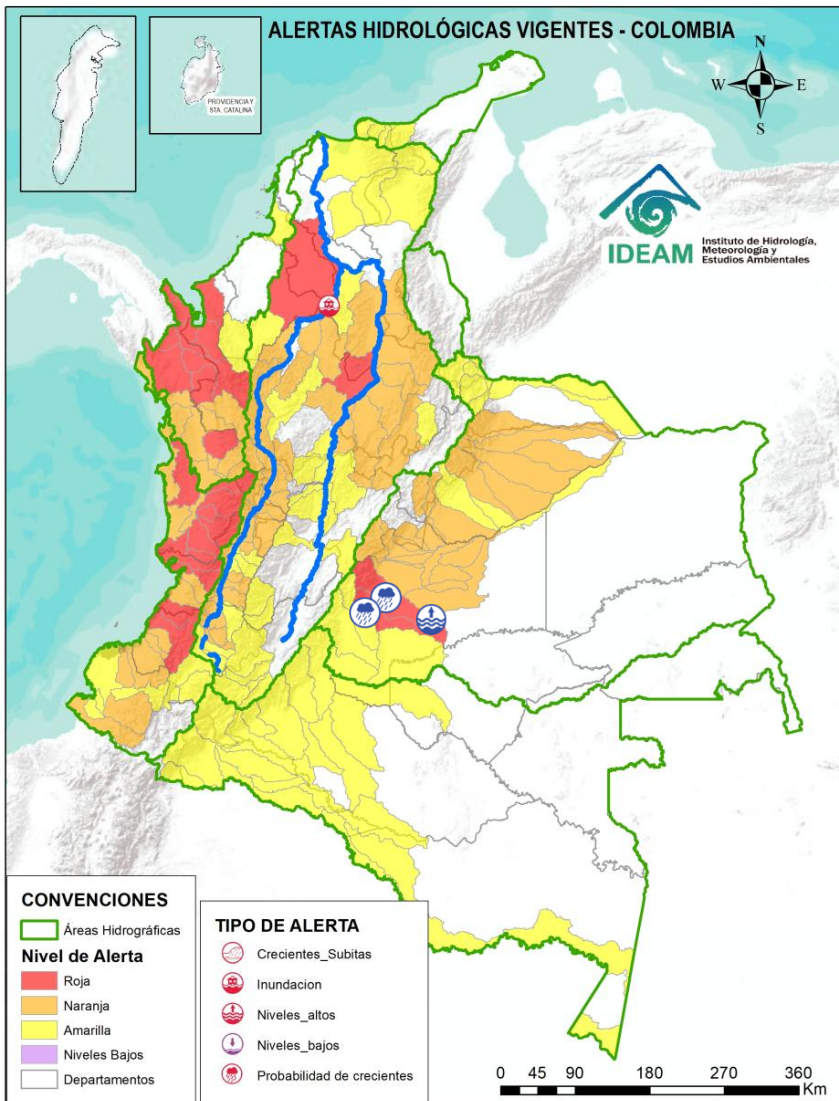 ALERTAS HIDROLÓGICAS VIGENTES - COLOMBIA
PROVIDENCIA Y
STA. CATALINA
N
W
E
S
IDEAM
Instituto de Hidrología,
Meteorología y
Estudios Ambientales
CONVENCIONES
Áreas Hidrográficas
Nivel de Alerta
Roja
Naranja
Amarilla
Niveles Bajos
Departamentos
TIPO DE ALERTA
Crecientes_Subitas
Inundacion
Niveles_altos
Niveles_bajos
Probabilidad de crecientes
0 45 90 180 270 360
Km